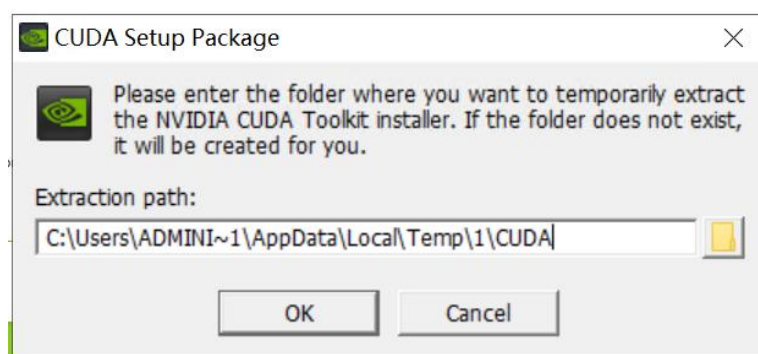 CUDA Setup Package
Please enter the folder where you want to temporarily extract
the NVIDIA CUDA Toolkit installer. If the folder does not exist,
it will be created for you.
Extraction path:
C:\Users\ADMINI~1\AppData\Local\Temp\1\CUDA
OK
Cancel